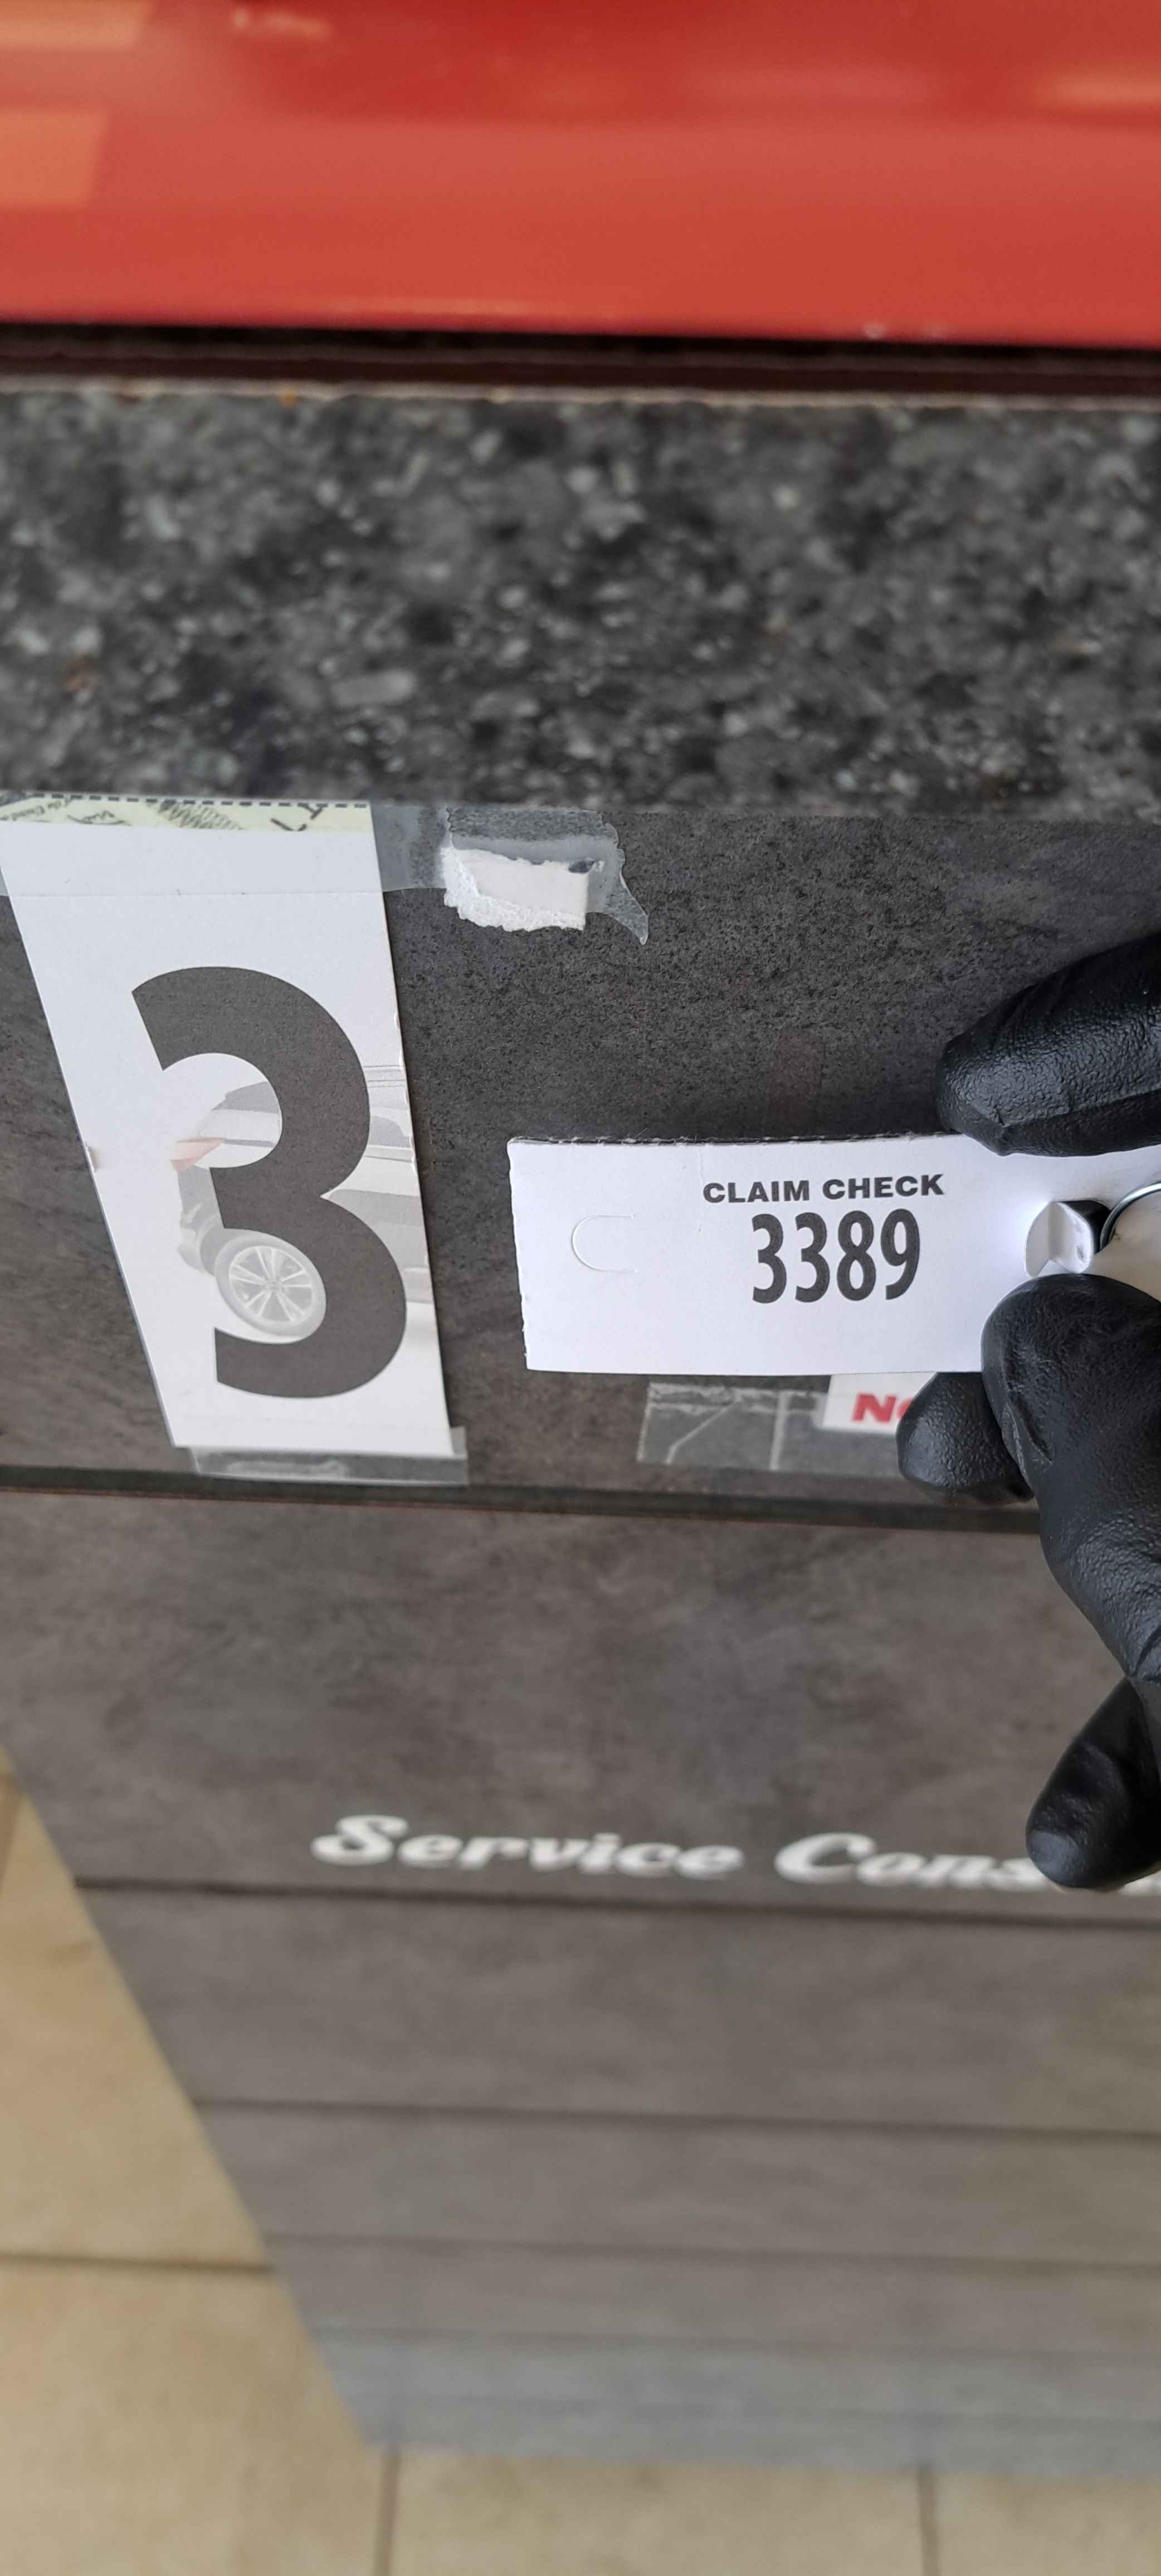 3
CLAIM CHECK
3389
Service